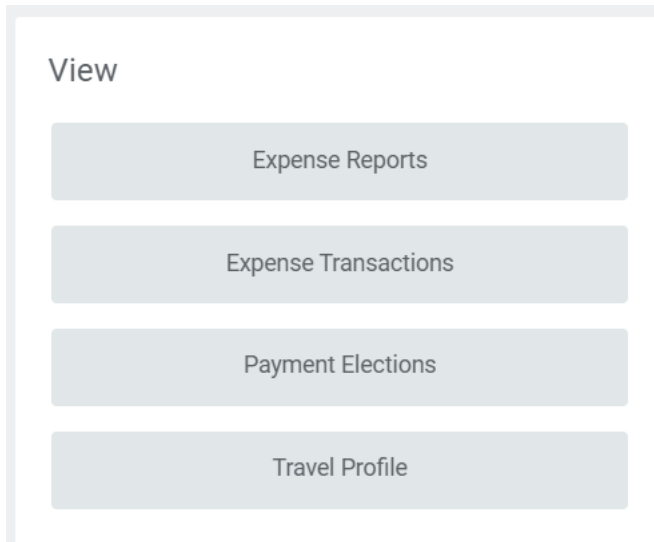 View
Expense Reports
Expense Transactions
Payment Elections
Travel Profile